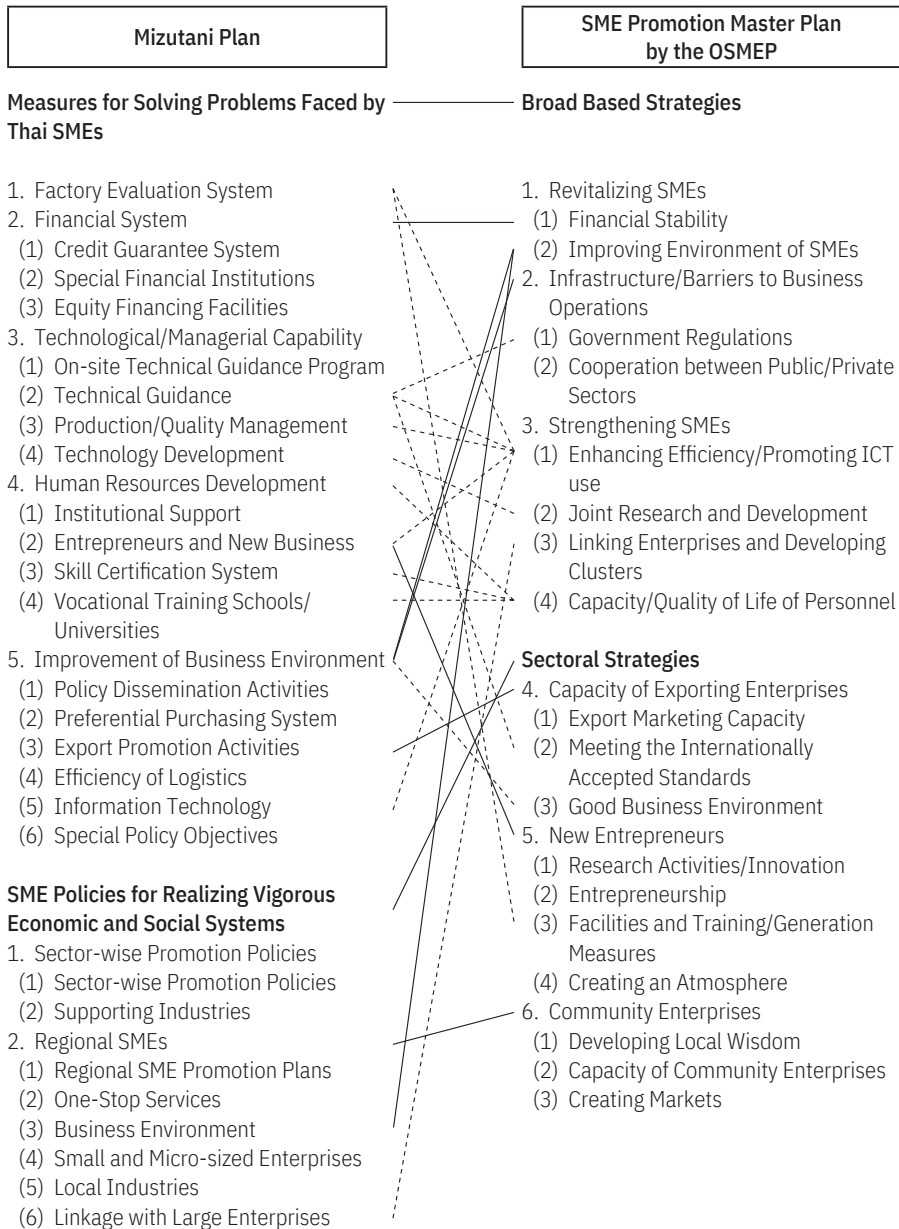 Mizutani Plan
Measures for Solving Problems Faced by
Thai SMEs
1. Factory Evaluation System
2. Financial System
(1) Credit Guarantee System
(2) Special Financial Institutions
(3) Equity Financing Facilities
3. Technological/Managerial Capability
(1) On-site Technical Guidance Program
(2) Technical Guidance
(3) Production/Quality Management
(4) Technology Development
4. Human Resources Development
(1) Institutional Support
(2) Entrepreneurs and New Business
(3) Skill Certification System
(4) Vocational Training Schools/
Universities
5. Improvement of Business Environment
(1) Policy Dissemination Activities
(2) Preferential Purchasing System
(3) Export Promotion Activities
(4) Efficiency of Logistics
(5) Information Technology
(6) Special Policy Objectives
SME Policies for Realizing Vigorous
Economic and Social Systems
1. Sector-wise Promotion Policies
(1) Sector-wise Promotion Policies
(2) Supporting Industries
2. Regional SMEs
(1) Regional SME Promotion Plans
(2) One-Stop Services
(3) Business Environment
(4) Small and Micro-sized Enterprises
(5) Local Industries
(6) Linkage with Large Enterprises
SME Promotion Master Plan
by the OSMEP
Broad Based Strategies
1. Revitalizing SMEs
(1) Financial Stability
(2) Improving Environment of SMEs
2. Infrastructure/Barriers to Business
Operations
(1) Government Regulations
(2) Cooperation between Public/Private
Sectors
3. Strengthening SMEs
(1) Enhancing Efficiency/Promoting ICT
use
(2) Joint Research and Development
(3) Linking Enterprises and Developing
Clusters
(4) Capacity/Quality of Life of Personnel
Sectoral Strategies
4. Capacity of Exporting Enterprises
(1) Export Marketing Capacity
(2) Meeting the Internationally
Accepted Standards
(3) Good Business Environment
5. New Entrepreneurs
(1) Research Activities/Innovation
(2) Entrepreneurship
(3) Facilities and Training/Generation
Measures
(4) Creating an Atmosphere
6. Community Enterprises
(1) Developing Local Wisdom
(2) Capacity of Community Enterprises
(3) Creating Markets